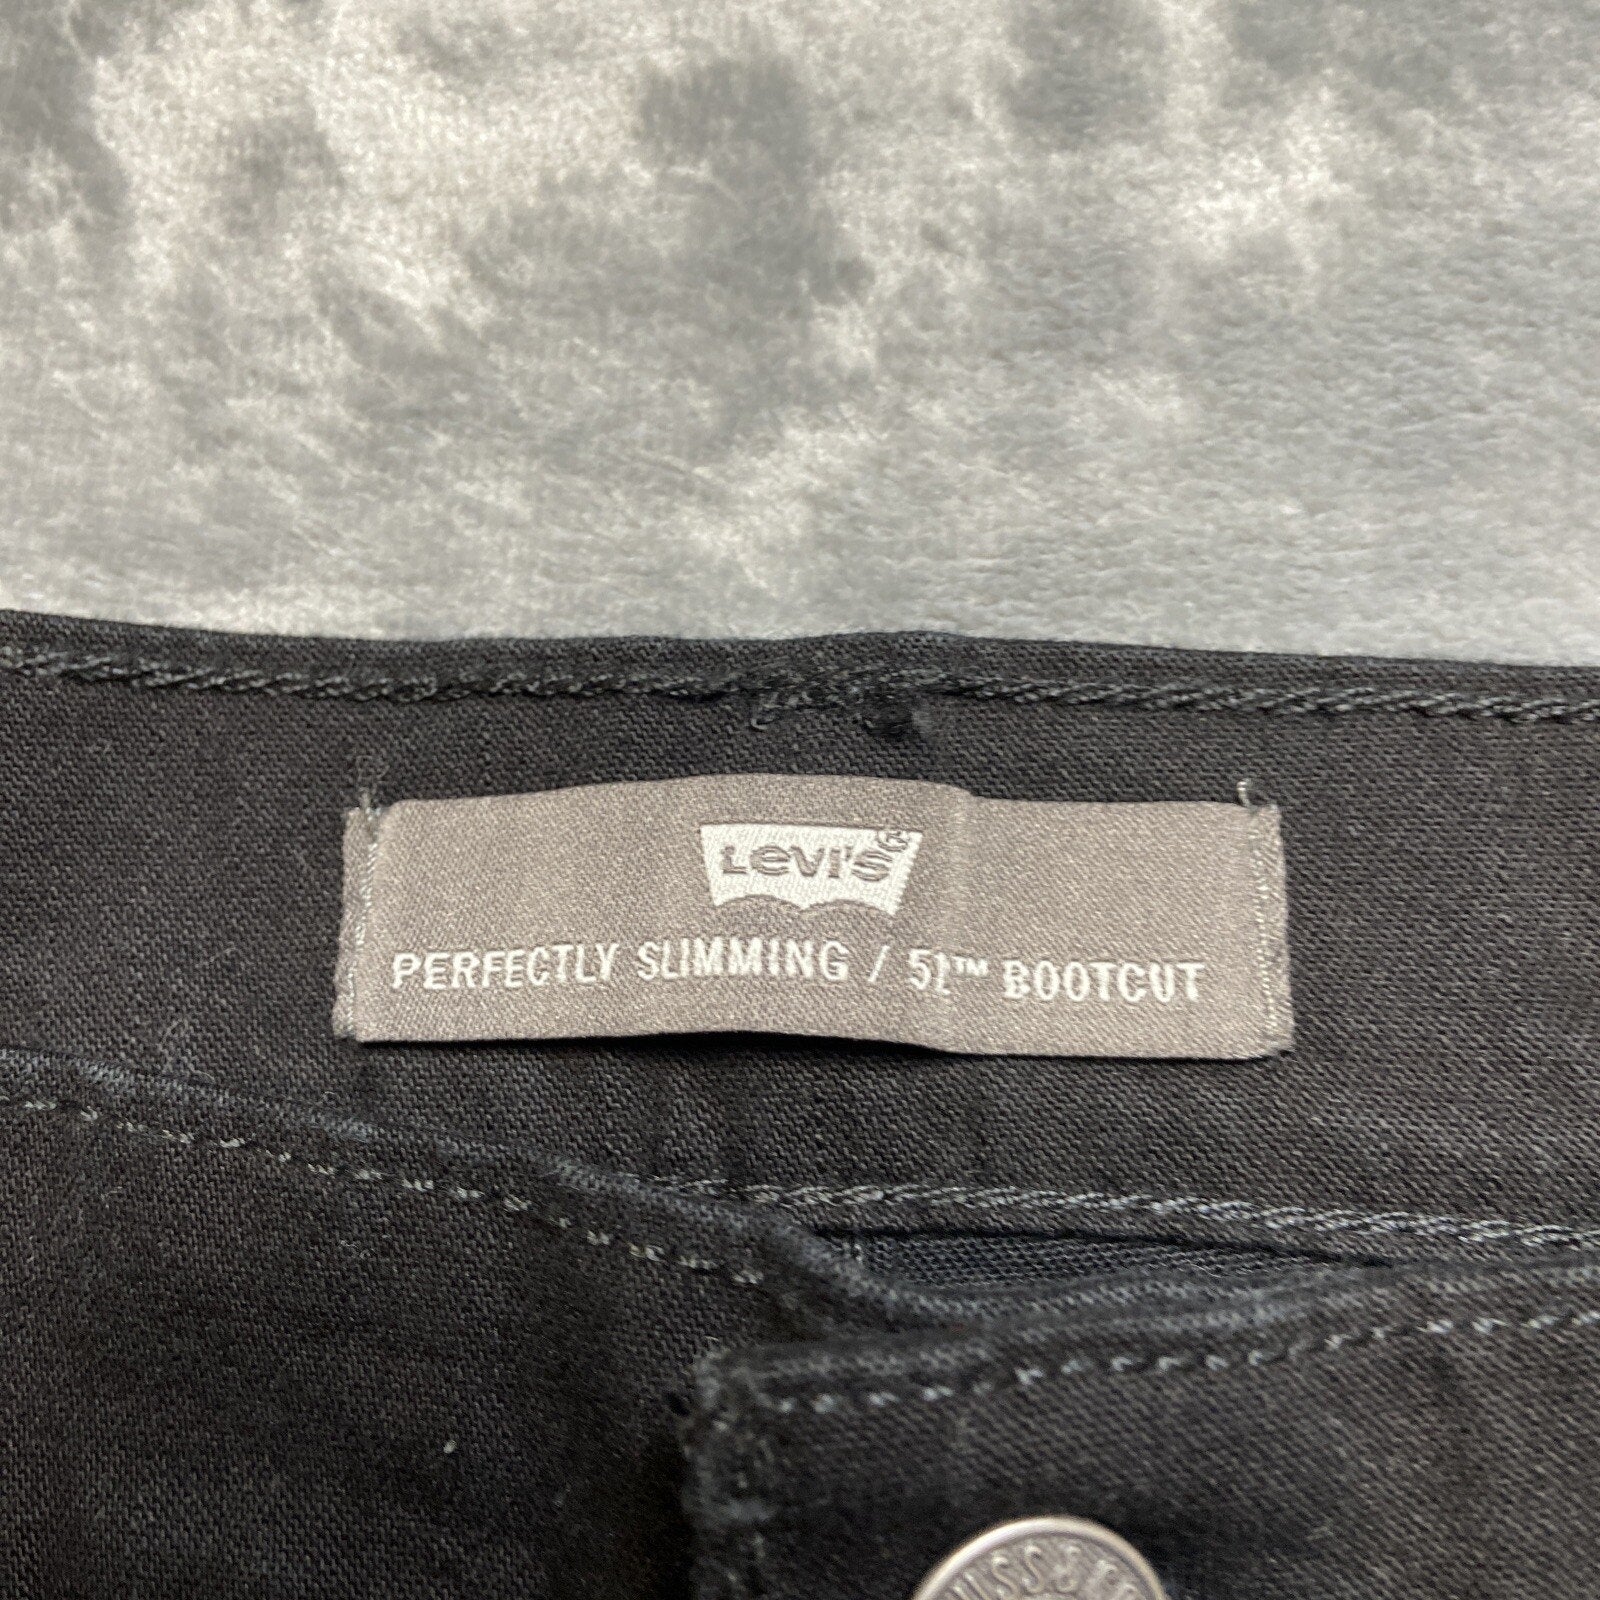 Levi's®
PERFECTLY SLIMMING / 512™ BOOTCUT